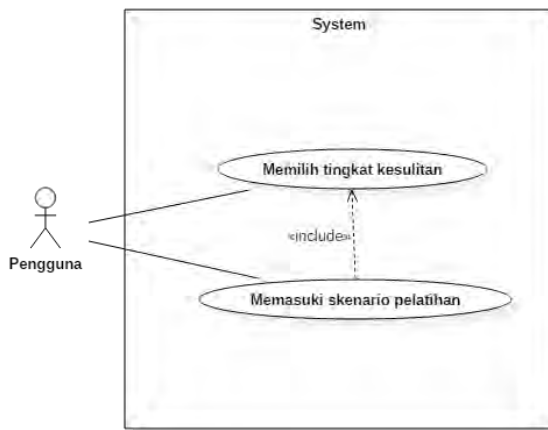 System
Memilih tingkat kesulitan
«include»
Pengguna
Memasuki skenario pelatihan